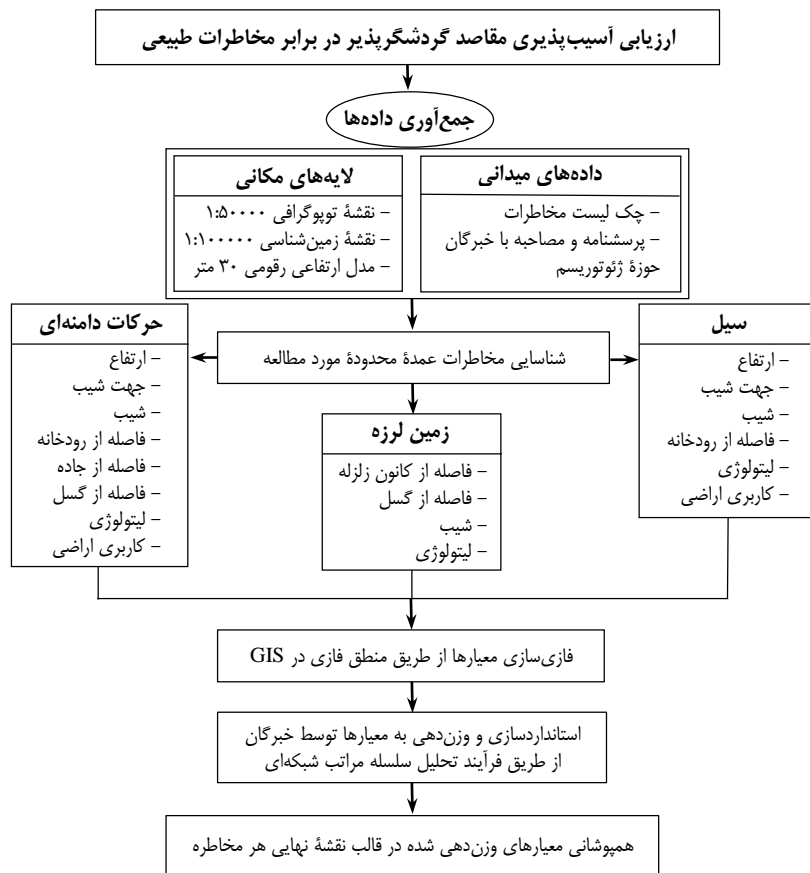 ارزیابی آسیب‌پذیری مقاصد گردشگرپذیر در برابر مخاطرات طبیعی
جمع‌آوری داده‌ها
داده‌های میدانی
– چک لیست مخاطرات
– پرسشنامه و مصاحبه با خبرگان
حوزهٔ ژئوتوریسم
لایه‌های مکانی
– نقشهٔ توپوگرافی ۱:۵۰۰۰۰
– نقشهٔ زمین‌شناسی ۱:۱۰۰۰۰۰
– مدل ارتفاعی رقومی ۳۰ متر
شناسایی مخاطرات عمدهٔ محدودهٔ مورد مطالعه
سیل
– ارتفاع
– جهت شیب
– شیب
– فاصله از رودخانه
– لیتولوژی
– کاربری اراضی
زمین لرزه
– فاصله از کانون زلزله
– فاصله از گسل
– شیب
– لیتولوژی
حرکات دامنه‌ای
– ارتفاع
– جهت شیب
– شیب
– فاصله از رودخانه
– فاصله از جاده
– فاصله از گسل
– لیتولوژی
– کاربری اراضی
فازی‌سازی معیارها از طریق منطق فازی در GIS
استانداردسازی و وزن‌دهی به معیارها توسط خبرگان
از طریق فرآیند تحلیل سلسله مراتب شبکه‌ای
همپوشانی معیارهای وزن‌دهی شده در قالب نقشهٔ نهایی هر مخاطره